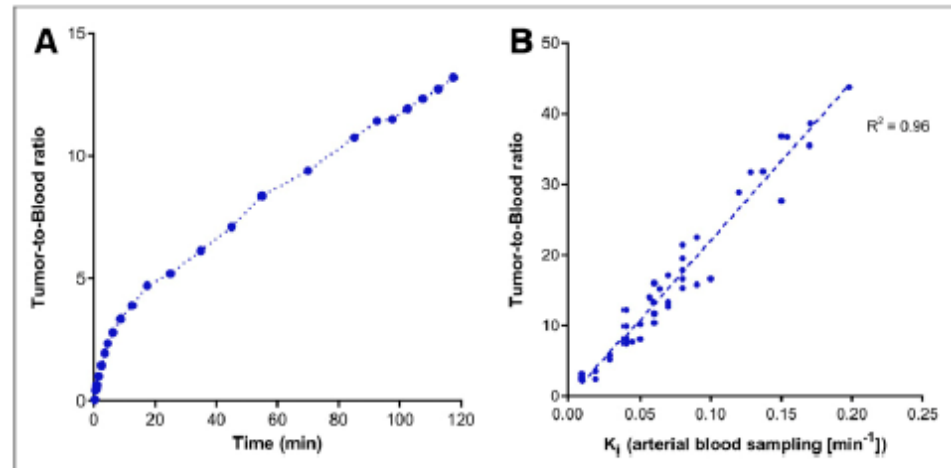 A
15
10
5
0
0 20 40 60 80 100 120
Tumor-to-Blood ratio
Time (min)
B
50
40
30
20
10
0
0.00 0.05 0.10 0.15 0.20 0.25
Tumor-to-Blood ratio
R² = 0.96
Ki (arterial blood sampling [min⁻¹])